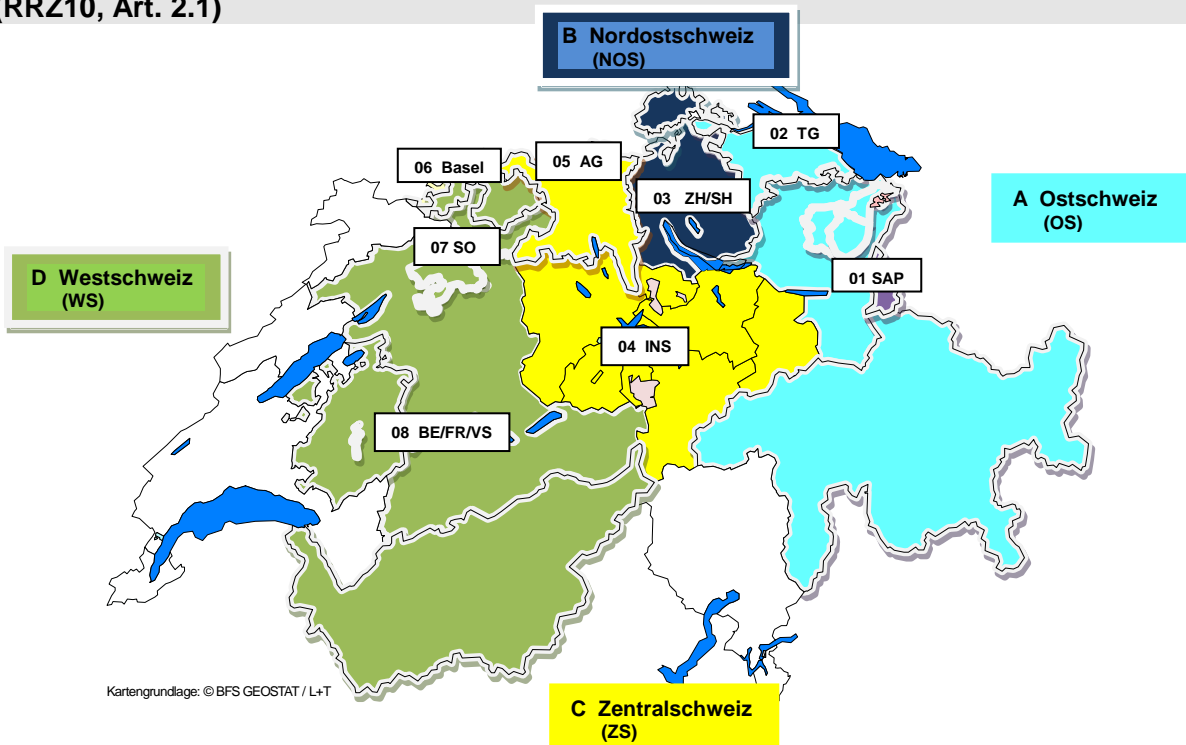 (RRZ10, Art. 2.1)
B Nordostschweiz
(NOS)
02 TG
06 Basel
05 AG
03 ZH/SH
A Ostschweiz
(OS)
07 SO
D Westschweiz
(WS)
01 SAP
04 INS
08 BE/FR/VS
Kartengrundlage: © BFS GEOSTAT / L+T
C Zentralschweiz
(ZS)